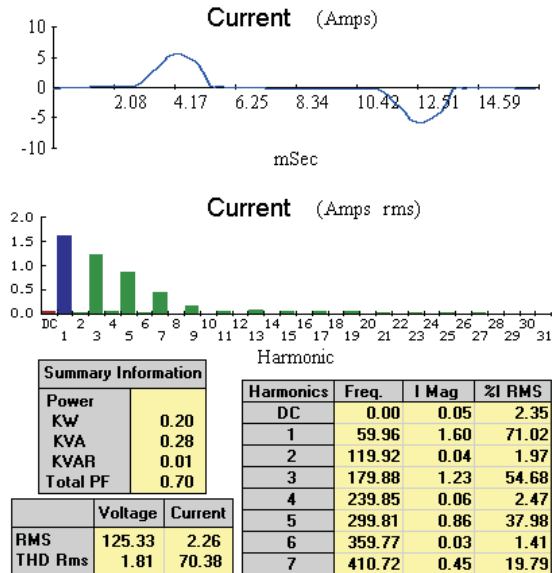 Current (Amps)
10
5
0
-5
-10
2.08 4.17 6.25 8.34 10.42 12.51 14.59
mSec
Current (Amps rms)
2.0
1.5
1.0
0.5
0.0
DC 2 4 6 8 10 12 14 16 18 20 22 24 26 28 30
1 3 5 7 9 11 13 15 17 19 21 23 25 27 29 31
Harmonic
Summary Information
Power
KW 0.20
KVA 0.28
KVAR 0.01
Total PF 0.70
Voltage Current
RMS 125.33 2.26
THD Rms 1.81 70.38
Harmonics Freq. I Mag %I RMS
DC 0.00 0.05 2.35
1 59.96 1.60 71.02
2 119.92 0.04 1.97
3 179.88 1.23 54.68
4 239.85 0.06 2.47
5 299.81 0.86 37.98
6 359.77 0.03 1.41
7 410.72 0.45 19.79